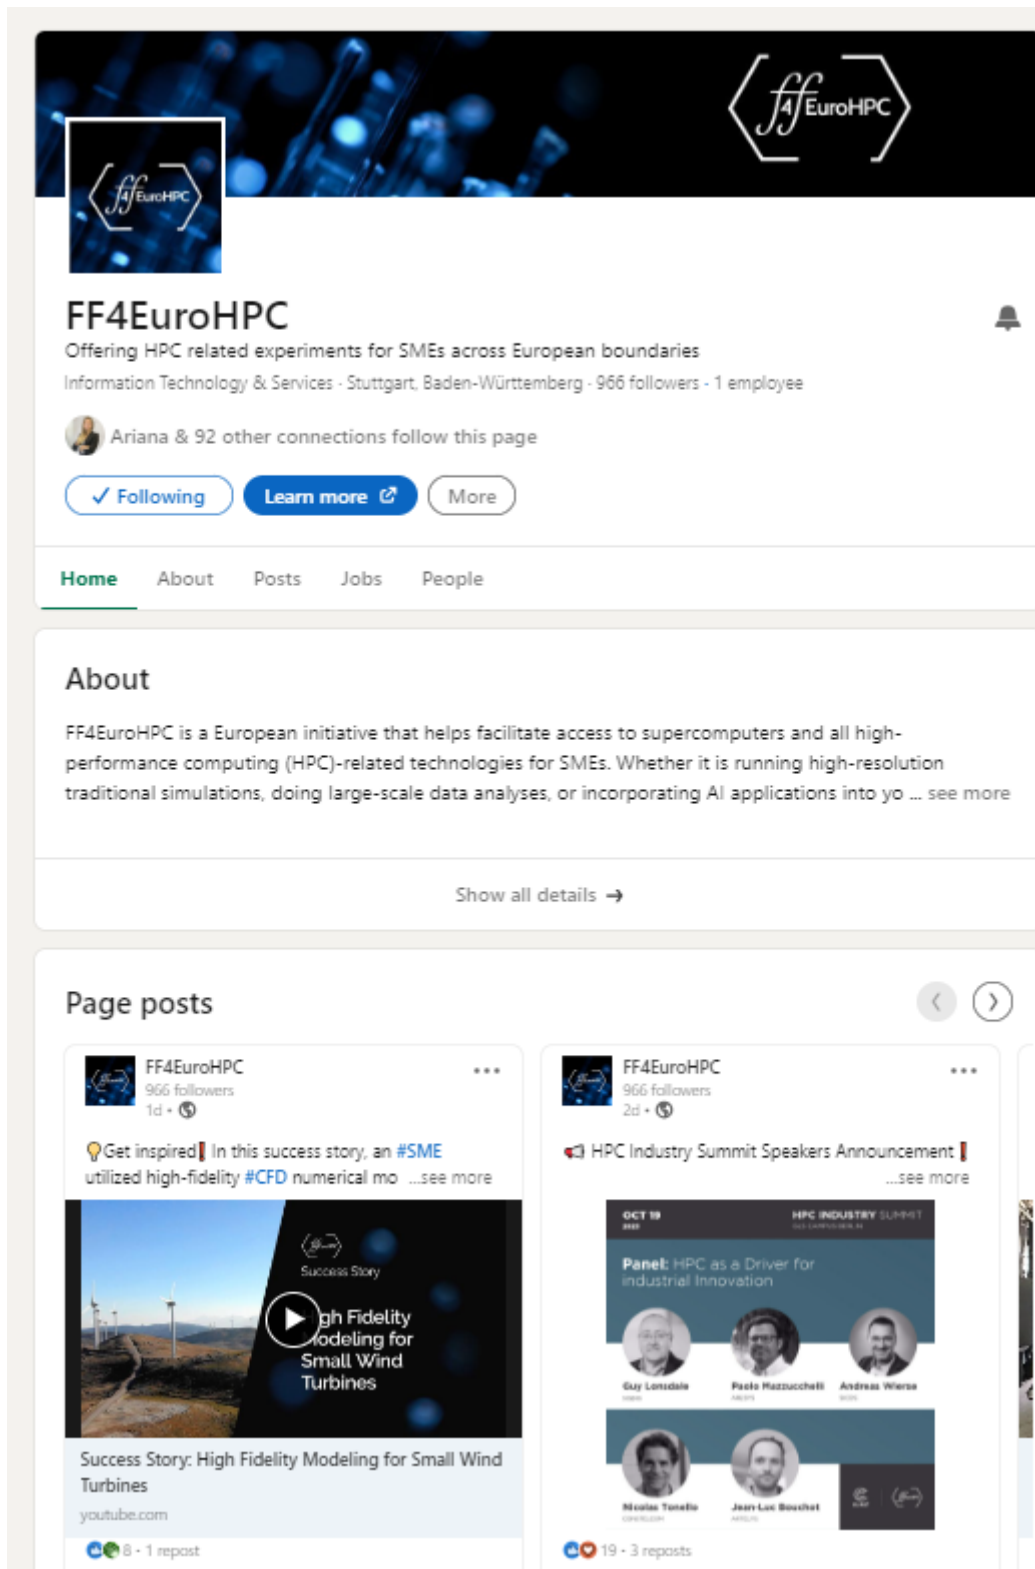 ff4EuroHPC
ff4EuroHPC
FF4EuroHPC
Offering HPC related experiments for SMEs across European boundaries
Information Technology & Services · Stuttgart, Baden-Württemberg · 966 followers · 1 employee
Ariana & 92 other connections follow this page
Following Learn more More
Home About Posts Jobs People
About
FF4EuroHPC is a European initiative that helps facilitate access to supercomputers and all high-
performance computing (HPC)-related technologies for SMEs. Whether it is running high-resolution
traditional simulations, doing large-scale data analyses, or incorporating AI applications into yo ... see more
Show all details →
Page posts
FF4EuroHPC
966 followers
1d •
Get inspired❗ In this success story, an #SME
utilized high-fidelity #CFD numerical mo ...see more
Success Story
High Fidelity
Modeling for
Small Wind
Turbines
Success Story: High Fidelity Modeling for Small Wind
Turbines
youtube.com
8 · 1 repost
FF4EuroHPC
966 followers
2d •
HPC Industry Summit Speakers Announcement❗
...see more
OCT 19 HPC INDUSTRY SUMMIT
Panel: HPC as a Driver for
industrial Innovation
Guy Lonsdale Paolo Mazzucchelli Andreas Wierse
Nicolas Tonello Jean-Luc Bouchot
19 · 3 reposts